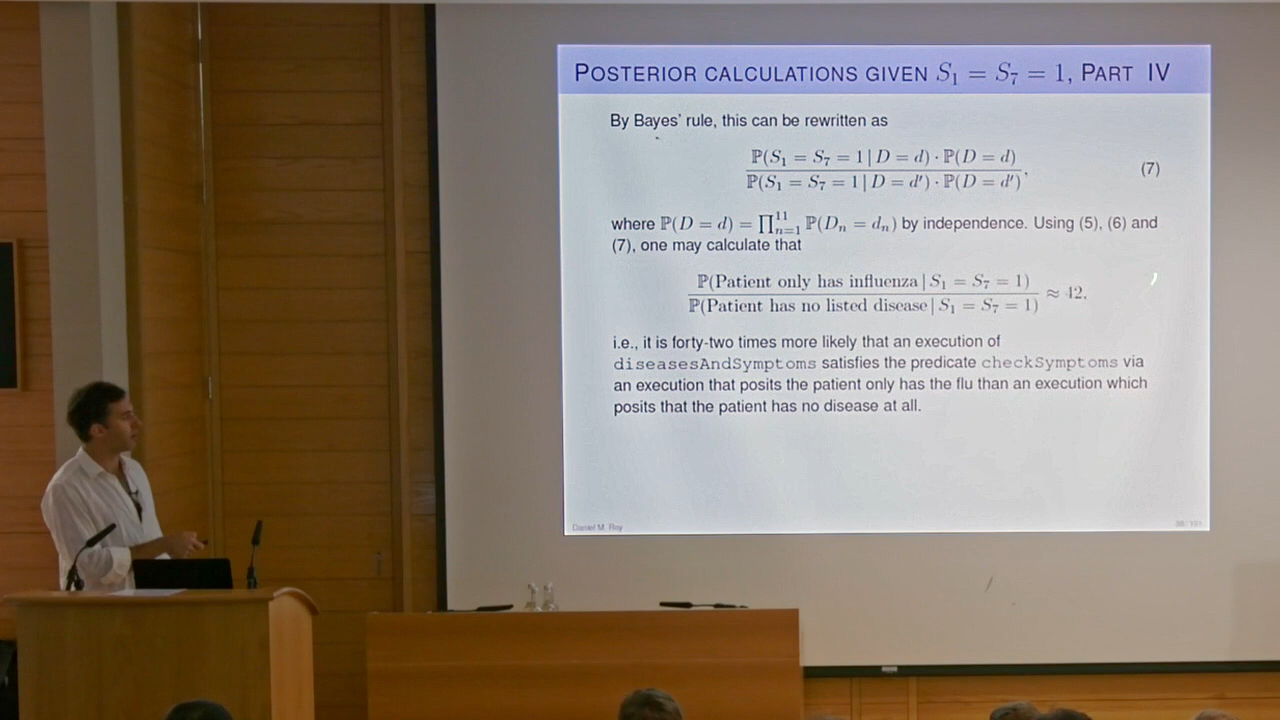 POSTERIOR CALCULATIONS GIVEN S₁ = S₇ = 1, PART IV
By Bayes' rule, this can be rewritten as
ℙ(S₁ = S₇ = 1 | D = d) · ℙ(D = d)
ℙ(S₁ = S₇ = 1 | D = d′) · ℙ(D = d′) , (7)
where ℙ(D = d) = ∏¹¹ₙ₌₁ ℙ(Dₙ = dₙ) by independence. Using (5), (6) and
(7), one may calculate that
ℙ(Patient only has influenza | S₁ = S₇ = 1)
ℙ(Patient has no listed disease | S₁ = S₇ = 1) ≈ 42.
i.e., it is forty-two times more likely that an execution of
diseasesAndSymptoms satisfies the predicate checkSymptoms via
an execution that posits the patient only has the flu than an execution which
posits that the patient has no disease at all.
Daniel M. Roy